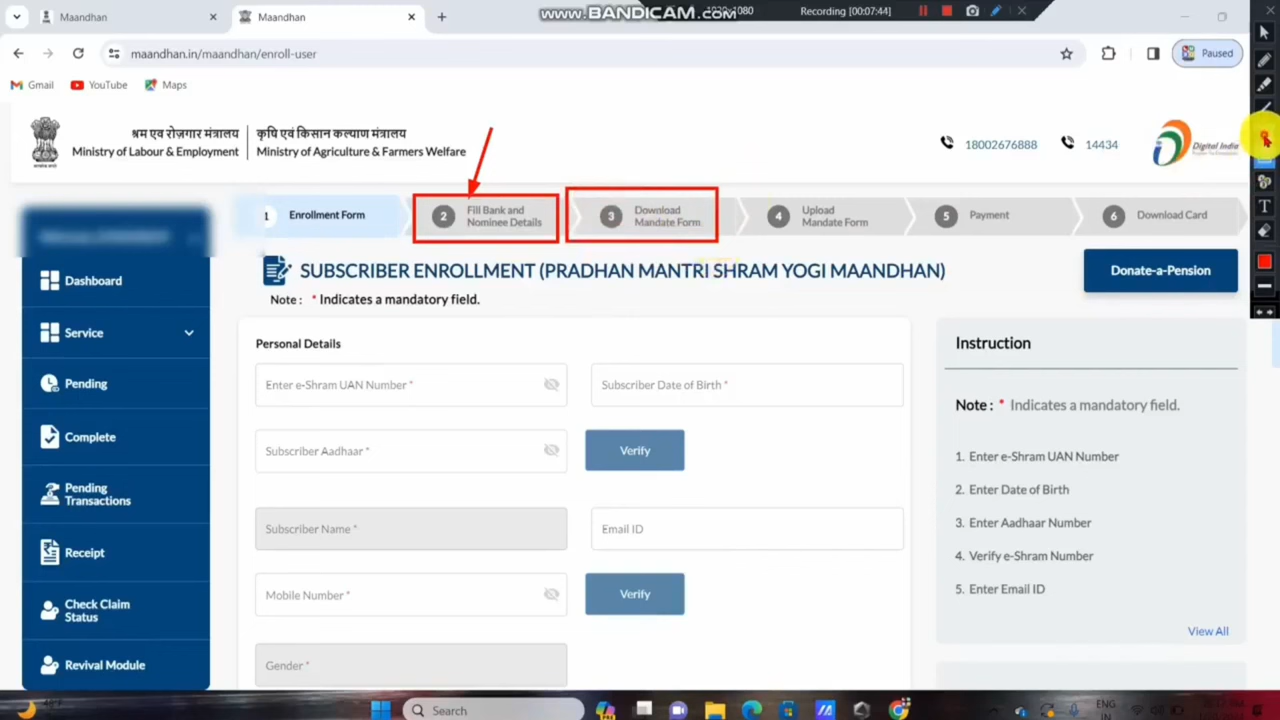 Maandhan
Maandhan
www.BANDICAM.com
Recording [00:07:44]
maandhan.in/maandhan/enroll-user
Paused
Gmail
YouTube
Maps
श्रम एवं रोज़गार मंत्रालय
Ministry of Labour & Employment
कृषि एवं किसान कल्याण मंत्रालय
Ministry of Agriculture & Farmers Welfare
18002676888
14434
Digital India
1 Enrollment Form
2 Fill Bank and
Nominee Details
3 Download
Mandate Form
4 Upload
Mandate Form
5 Payment
6 Download Card
SUBSCRIBER ENROLLMENT (PRADHAN MANTRI SHRAM YOGI MAANDHAN)
Donate-a-Pension
Note : * Indicates a mandatory field.
Dashboard
Service
Pending
Complete
Pending
Transactions
Receipt
Check Claim
Status
Revival Module
Personal Details
Enter e-Shram UAN Number *
Subscriber Date of Birth *
Subscriber Aadhaar *
Verify
Subscriber Name *
Email ID
Mobile Number *
Verify
Gender *
Instruction
Note : * Indicates a mandatory field.
1. Enter e-Shram UAN Number
2. Enter Date of Birth
3. Enter Aadhaar Number
4. Verify e-Shram Number
5. Enter Email ID
View All
Search
ENG
IN